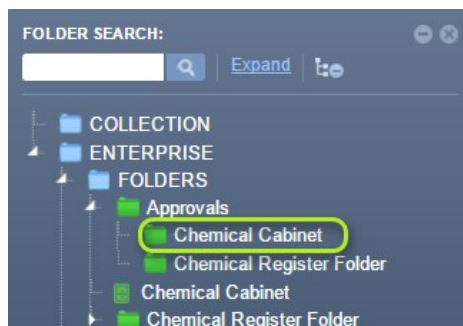 FOLDER SEARCH:
Expand
COLLECTION
ENTERPRISE
FOLDERS
Approvals
Chemical Cabinet
Chemical Register Folder
Chemical Cabinet
Chemical Register Folder